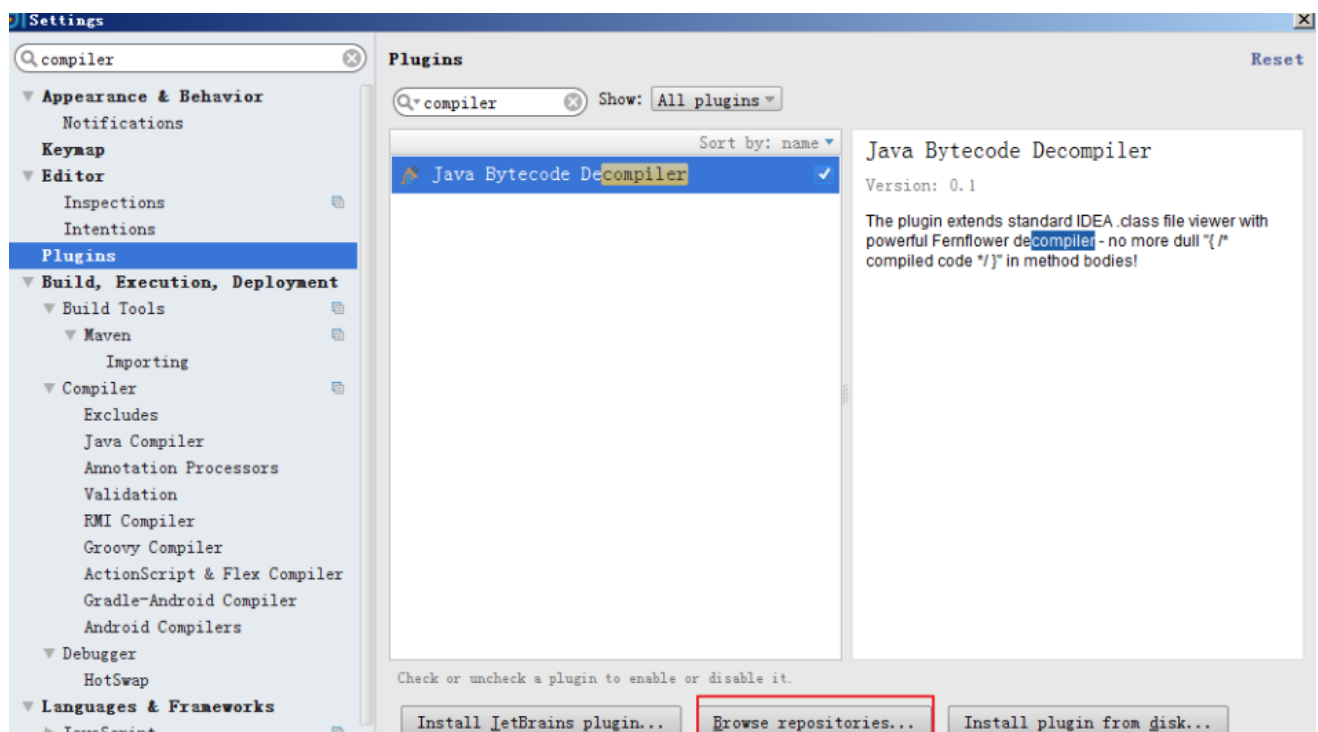 Settings
compiler
Appearance & Behavior
Notifications
Keymap
Editor
Inspections
Intentions
Plugins
Build, Execution, Deployment
Build Tools
Maven
Importing
Compiler
Excludes
Java Compiler
Annotation Processors
Validation
RMI Compiler
Groovy Compiler
ActionScript & Flex Compiler
Gradle-Android Compiler
Android Compilers
Debugger
HotSwap
Languages & Frameworks
JavaScript
Plugins
Reset
compiler
Show: All plugins
Sort by: name
Java Bytecode Decompiler
Java Bytecode Decompiler
Version: 0.1
The plugin extends standard IDEA .class file viewer with
powerful Fernflower decompiler - no more dull "{ /*
compiled code */ }" in method bodies!
Check or uncheck a plugin to enable or disable it.
Install JetBrains plugin...
Browse repositories...
Install plugin from disk...